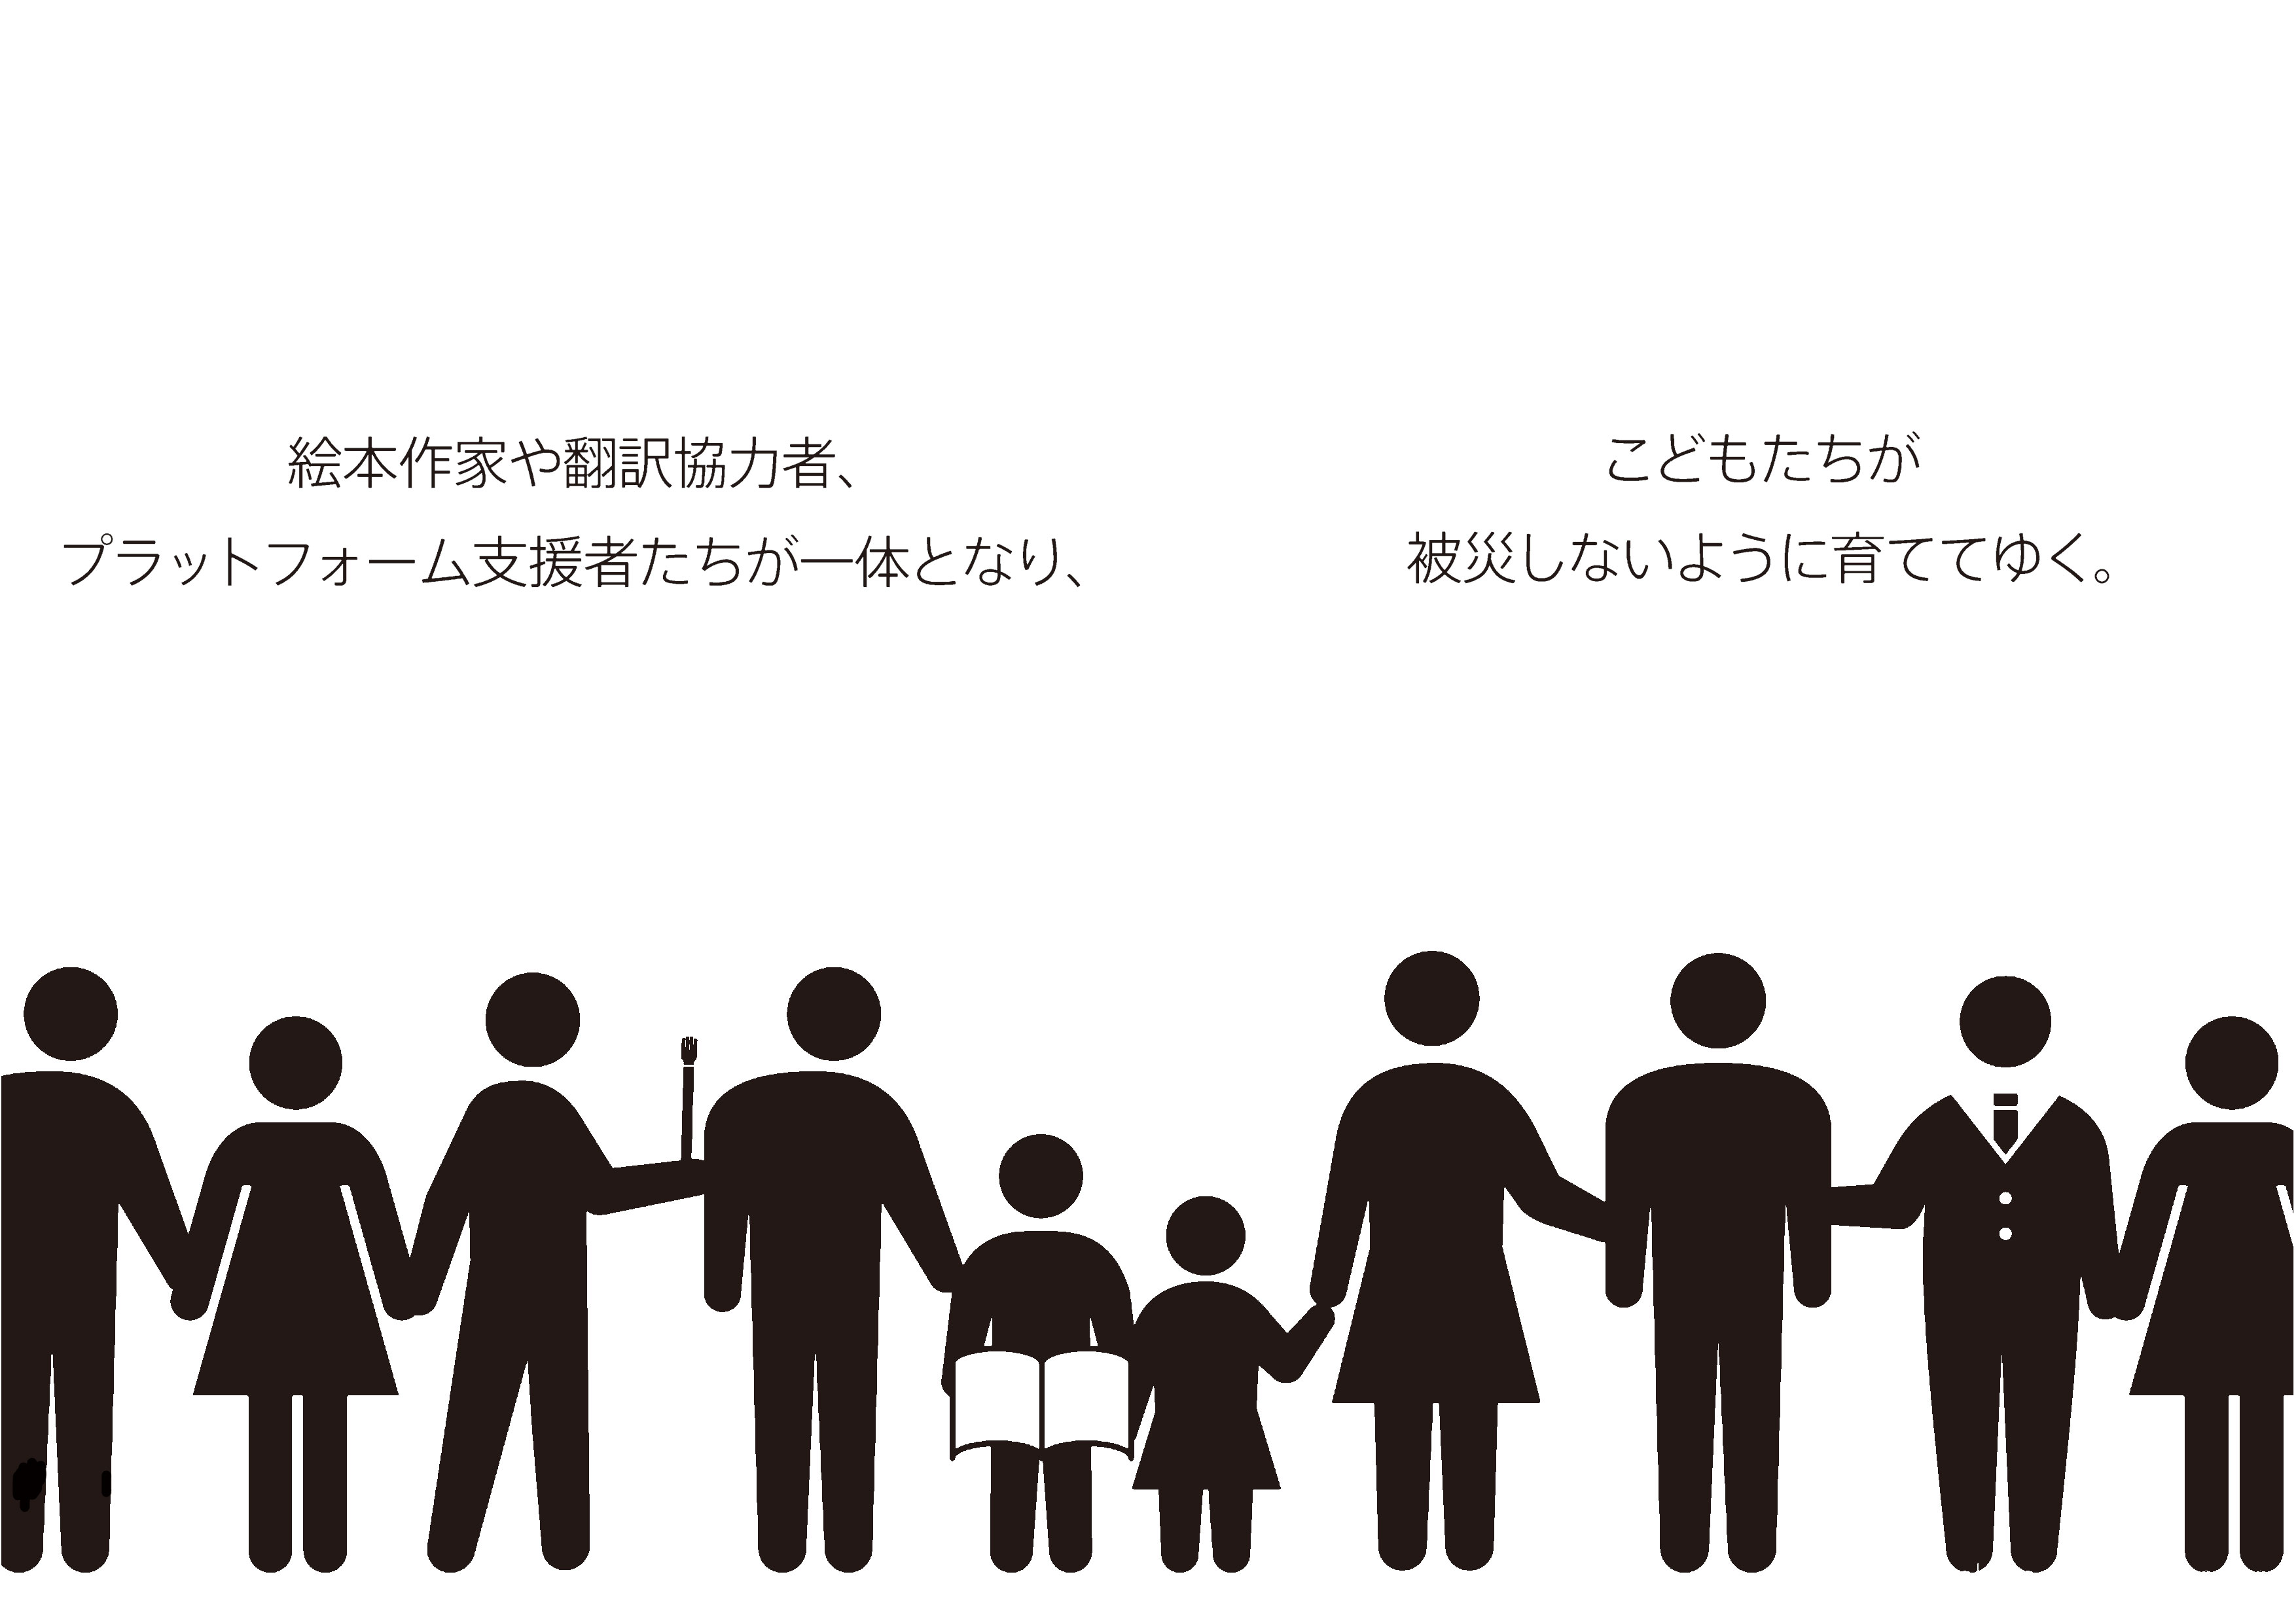 絵本作家や翻訳協力者、
プラットフォーム支援者たちが一体となり、
こどもたちが
被災しないように育ててゆく。